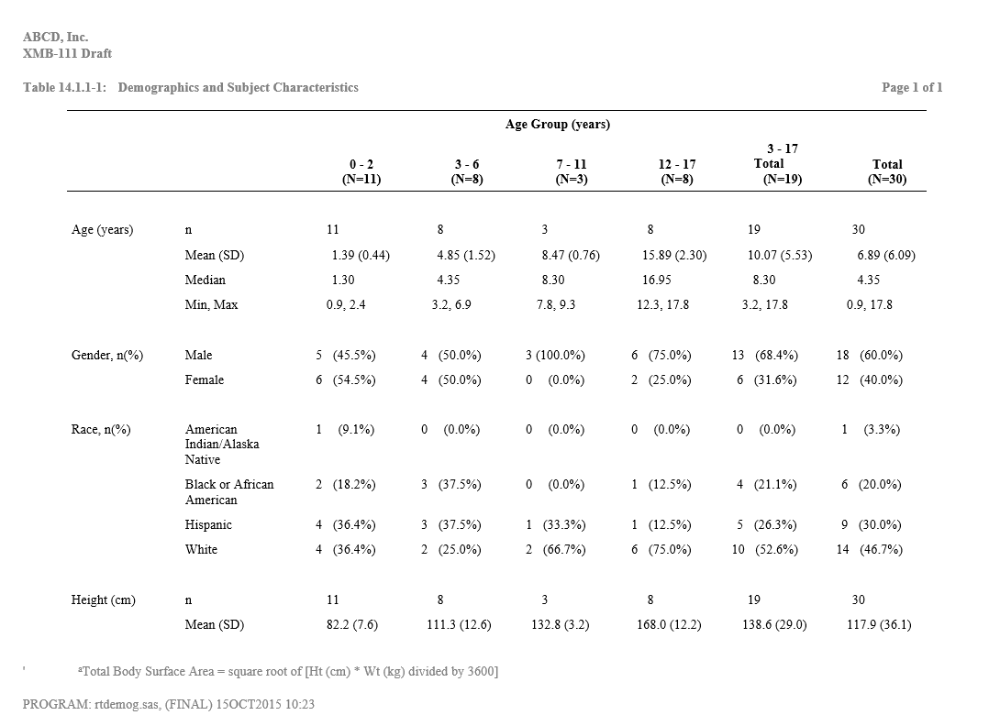 ABCD, Inc.
XMB-111 Draft
Table 14.1.1-1: Demographics and Subject Characteristics Page 1 of 1
Age Group (years)
3 - 17
0 - 2 3 - 6 7 - 11 12 - 17 Total Total
(N=11) (N=8) (N=3) (N=8) (N=19) (N=30)
Age (years) n 11 8 3 8 19 30
Mean (SD) 1.39 (0.44) 4.85 (1.52) 8.47 (0.76) 15.89 (2.30) 10.07 (5.53) 6.89 (6.09)
Median 1.30 4.35 8.30 16.95 8.30 4.35
Min, Max 0.9, 2.4 3.2, 6.9 7.8, 9.3 12.3, 17.8 3.2, 17.8 0.9, 17.8
Gender, n(%) Male 5 (45.5%) 4 (50.0%) 3 (100.0%) 6 (75.0%) 13 (68.4%) 18 (60.0%)
Female 6 (54.5%) 4 (50.0%) 0 (0.0%) 2 (25.0%) 6 (31.6%) 12 (40.0%)
Race, n(%) American 1 (9.1%) 0 (0.0%) 0 (0.0%) 0 (0.0%) 0 (0.0%) 1 (3.3%)
Indian/Alaska
Native
Black or African 2 (18.2%) 3 (37.5%) 0 (0.0%) 1 (12.5%) 4 (21.1%) 6 (20.0%)
American
Hispanic 4 (36.4%) 3 (37.5%) 1 (33.3%) 1 (12.5%) 5 (26.3%) 9 (30.0%)
White 4 (36.4%) 2 (25.0%) 2 (66.7%) 6 (75.0%) 10 (52.6%) 14 (46.7%)
Height (cm) n 11 8 3 8 19 30
Mean (SD) 82.2 (7.6) 111.3 (12.6) 132.8 (3.2) 168.0 (12.2) 138.6 (29.0) 117.9 (36.1)
' ªTotal Body Surface Area = square root of [Ht (cm) * Wt (kg) divided by 3600]
PROGRAM: rtdemog.sas, (FINAL) 15OCT2015 10:23